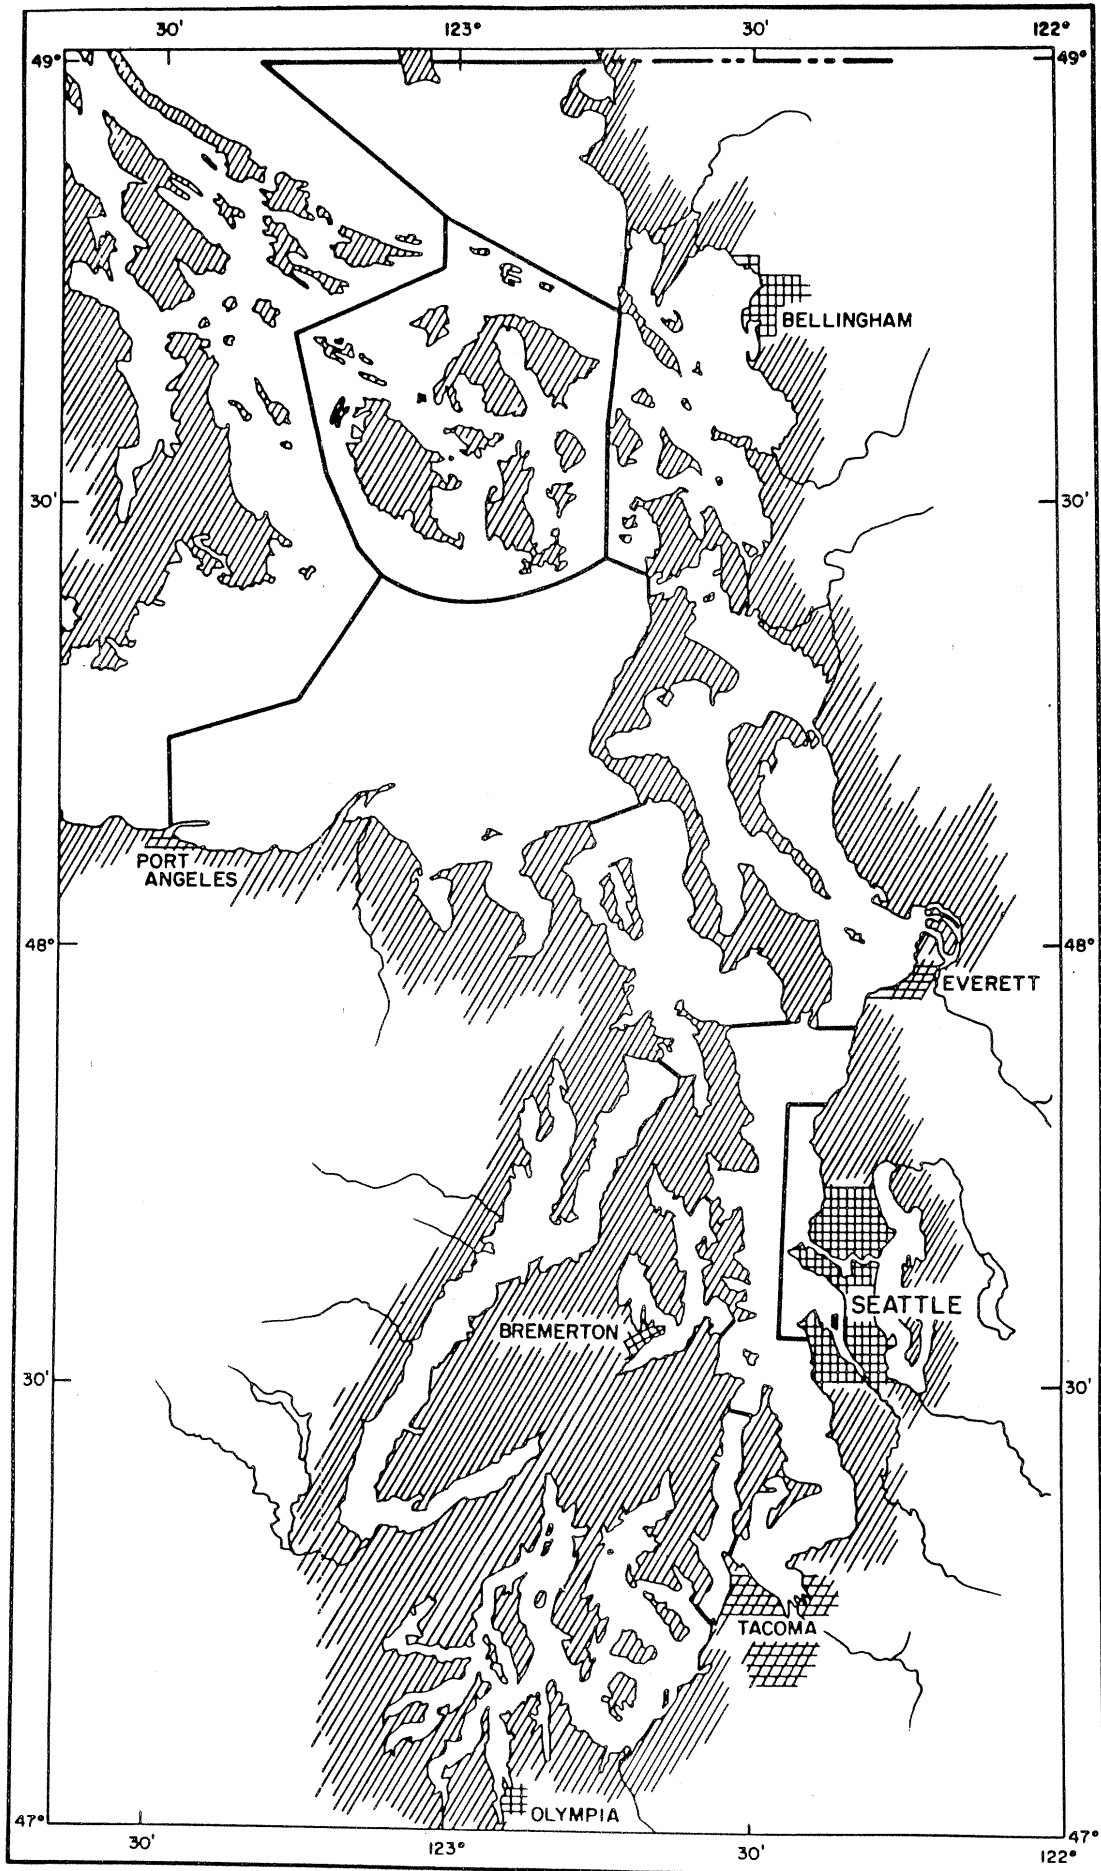 30' 123° 30' 122°
49° 49°
BELLINGHAM
30' 30'
PORT
ANGELES
48° 48°
EVERETT
SEATTLE
BREMERTON
30' 30'
TACOMA
OLYMPIA
47° 47°
30' 123° 30' 122°